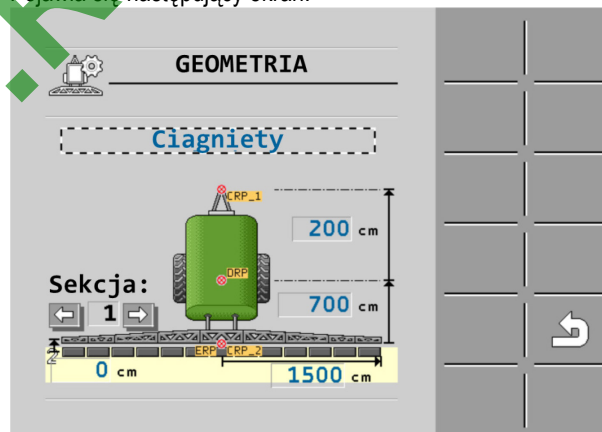 GEOMETRIA
Ciagniety
CRP_1
200 cm
DRP
Sekcja:
1
700 cm
ERP CRP_2
Z
0 cm
1500 cm